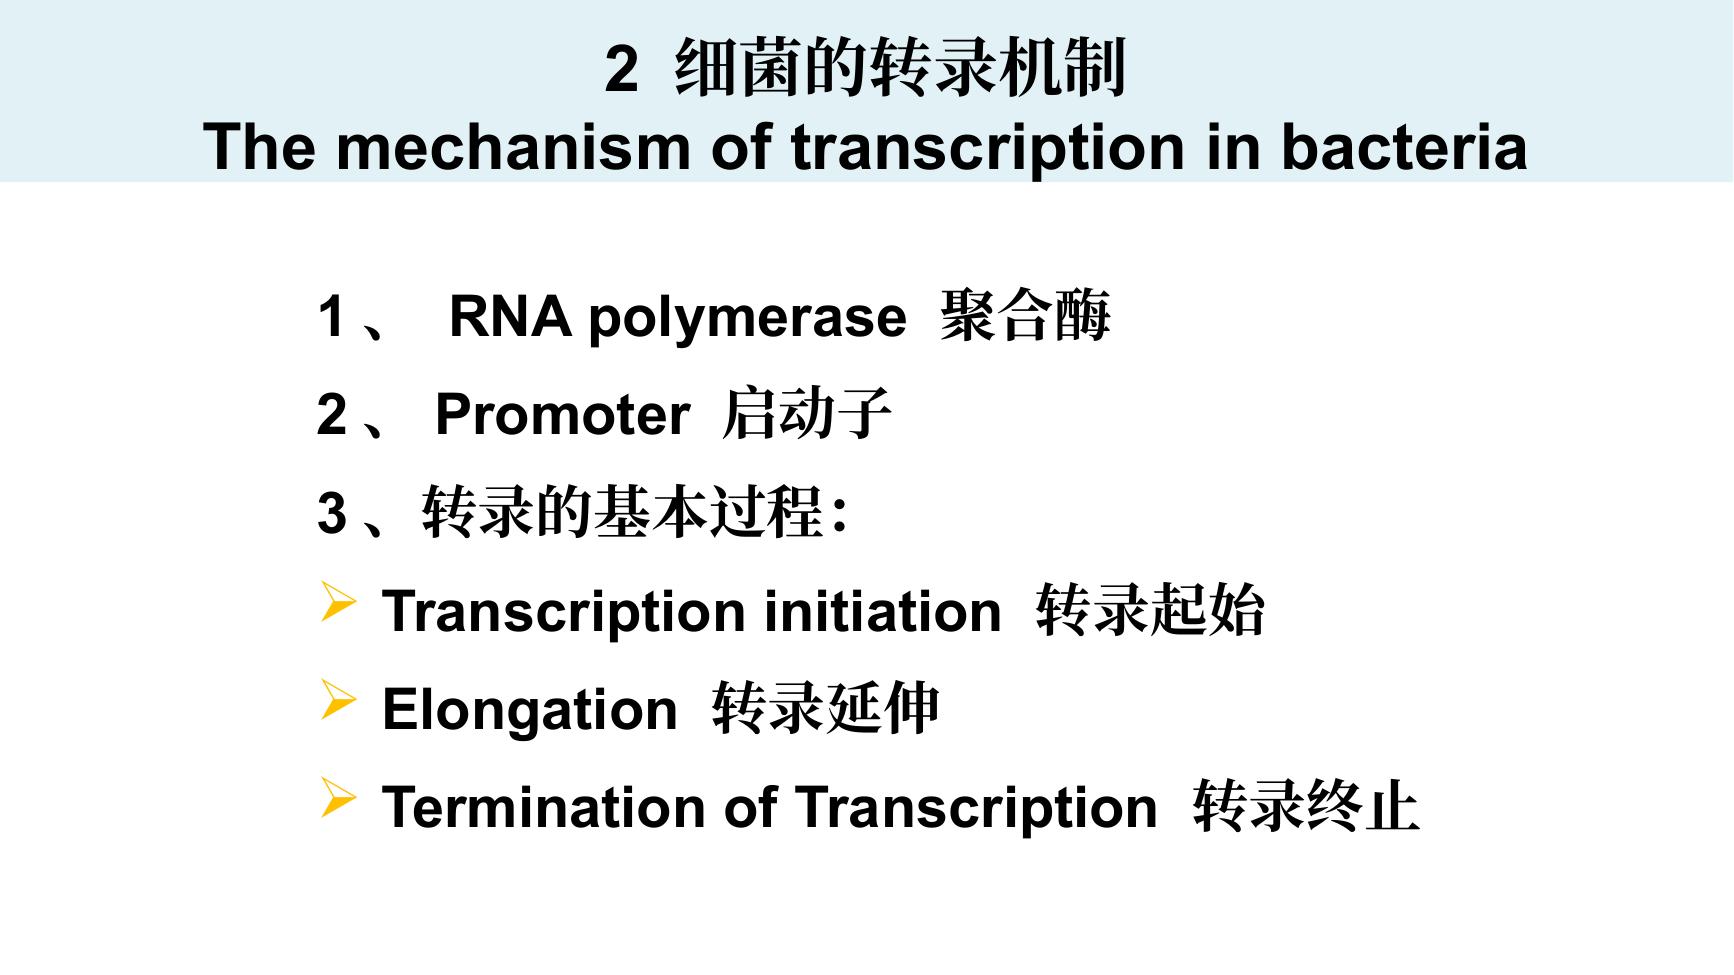 2 细菌的转录机制
The mechanism of transcription in bacteria
1、 RNA polymerase 聚合酶
2、 Promoter 启动子
3、转录的基本过程：
Transcription initiation 转录起始
Elongation 转录延伸
Termination of Transcription 转录终止